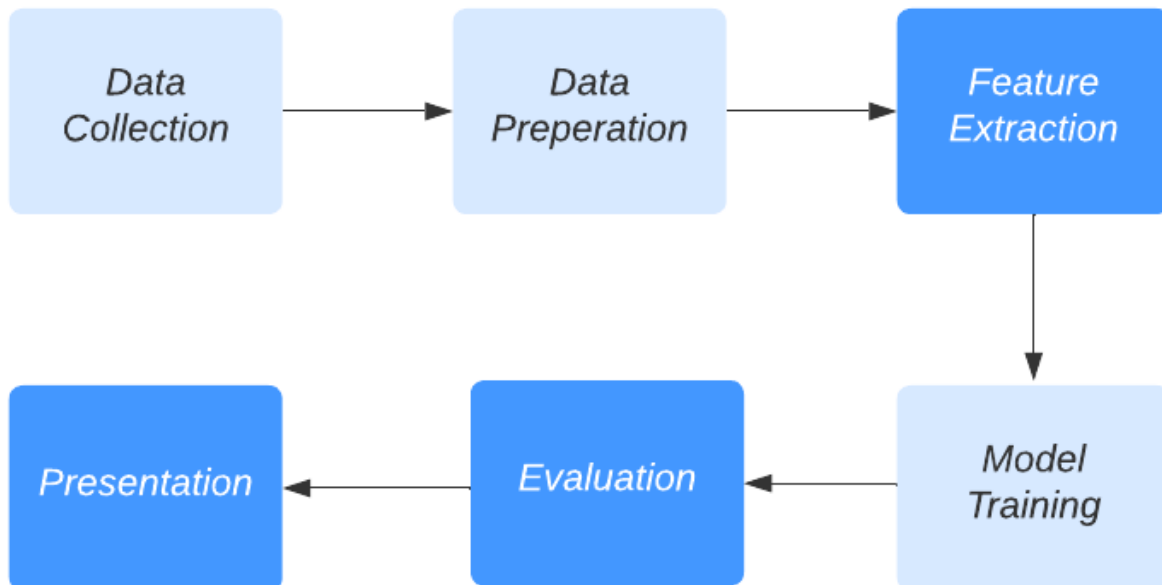 Data
Collection
Data
Preperation
Feature
Extraction
Model
Training
Evaluation
Presentation